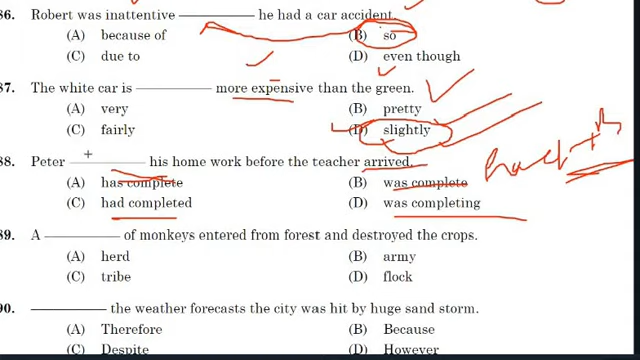 86. Robert was inattentive ________ he had a car accident.
(A) because of (B) so
(C) due to (D) even though
87. The white car is ________ more expensive than the green.
(A) very (B) pretty
(C) fairly (D) slightly
88. Peter ________ his home work before the teacher arrived.
(A) has complete (B) was complete
(C) had completed (D) was completing
89. A ________ of monkeys entered from forest and destroyed the crops.
(A) herd (B) army
(C) tribe (D) flock
90. ________ the weather forecasts the city was hit by huge sand storm.
(A) Therefore (B) Because
(C) Despite (D) However